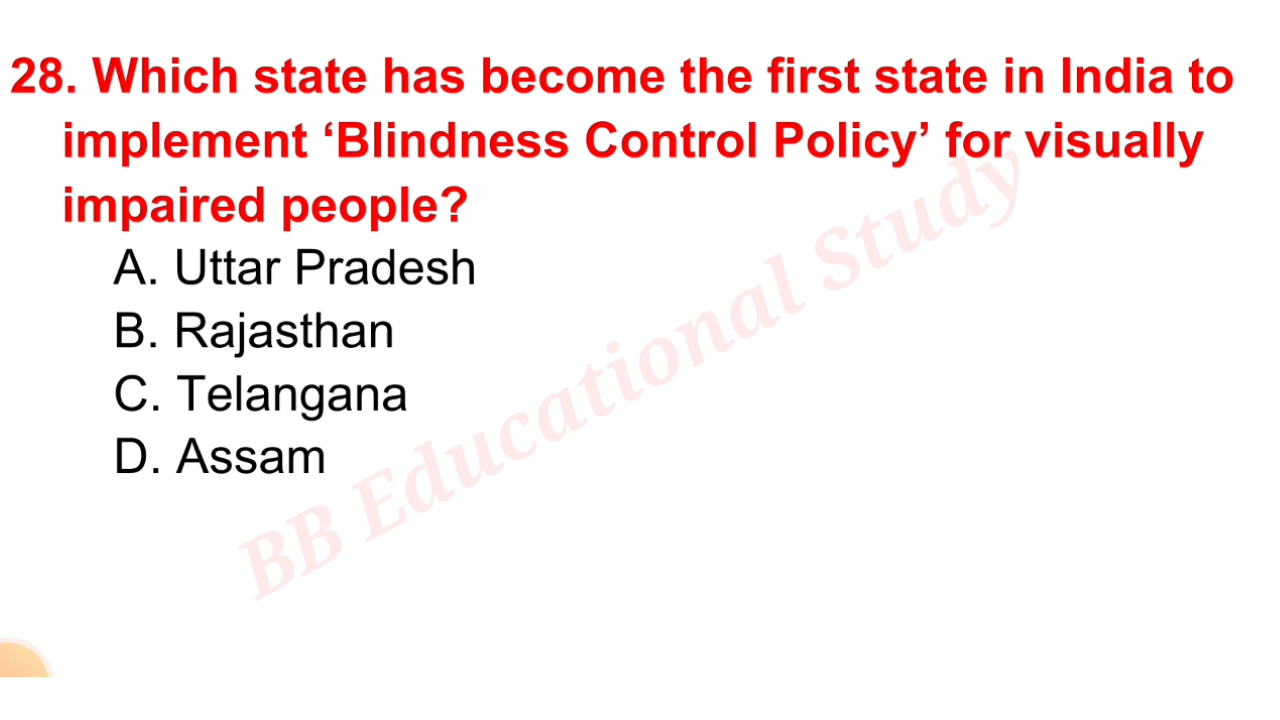 28. Which state has become the first state in India to
implement ‘Blindness Control Policy’ for visually
impaired people?
A. Uttar Pradesh
B. Rajasthan
C. Telangana
D. Assam
BB Educational Study